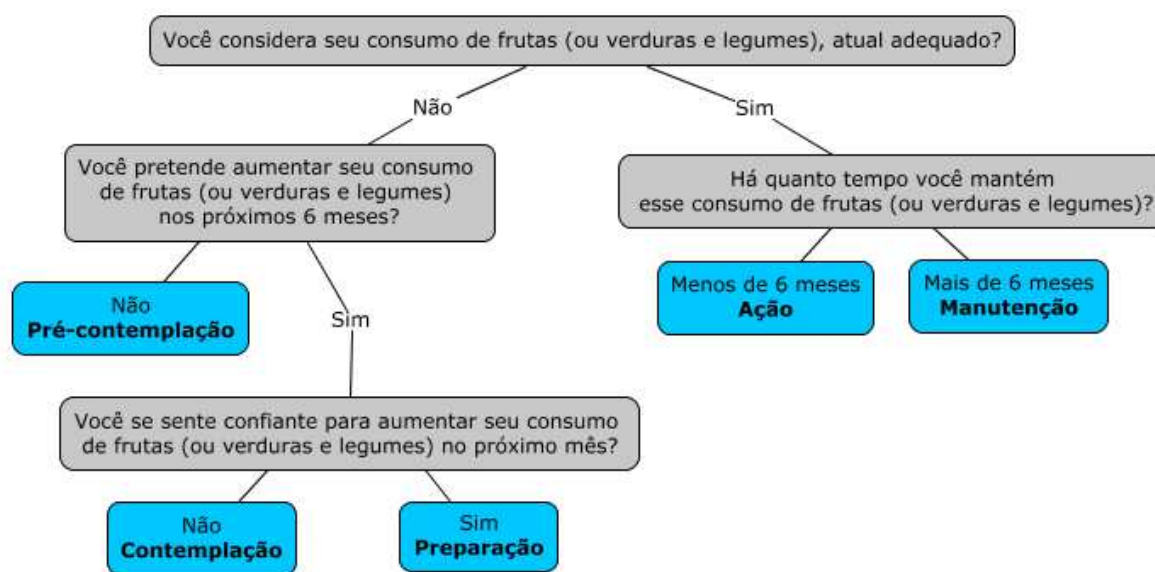 Você considera seu consumo de frutas (ou verduras e legumes), atual adequado?
Não
Sim
Você pretende aumentar seu consumo
de frutas (ou verduras e legumes)
nos próximos 6 meses?
Há quanto tempo você mantém
esse consumo de frutas (ou verduras e legumes)?
Não
Pré-contemplação
Sim
Menos de 6 meses
Ação
Mais de 6 meses
Manutenção
Você se sente confiante para aumentar seu consumo
de frutas (ou verduras e legumes) no próximo mês?
Não
Contemplação
Sim
Preparação